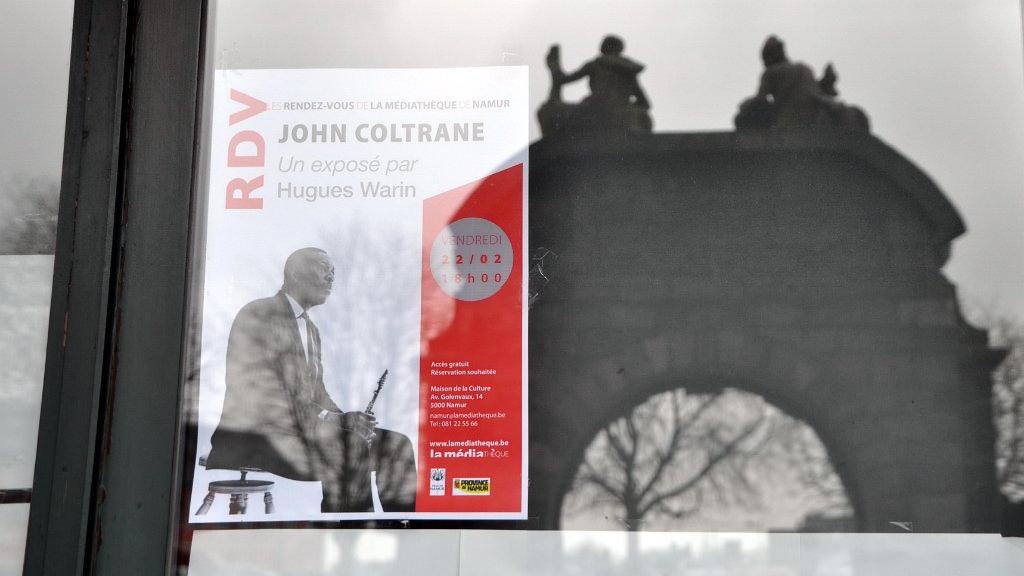 RDV
LES RENDEZ-VOUS DE LA MÉDIATHÈQUE DE NAMUR
JOHN COLTRANE
Un exposé par
Hugues Warin
VENDREDI
22/02
18h00
Accès gratuit
Réservation souhaitée
Maison de la Culture
Av. Golenvaux, 14
5000 Namur
namur@lamediatheque.be
Tel : 081 22 55 66
www.lamediatheque.be
la médiaTHÈQUE
NAMUR
PROVINCE
DE NAMUR